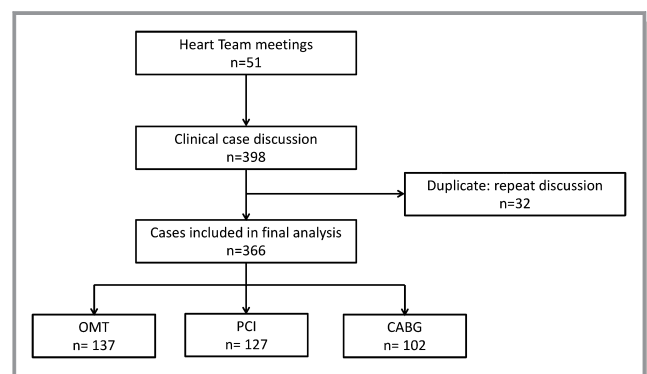 Heart Team meetings
n=51
Clinical case discussion
n=398
Duplicate: repeat discussion
n=32
Cases included in final analysis
n=366
OMT
n= 137
PCI
n= 127
CABG
n= 102